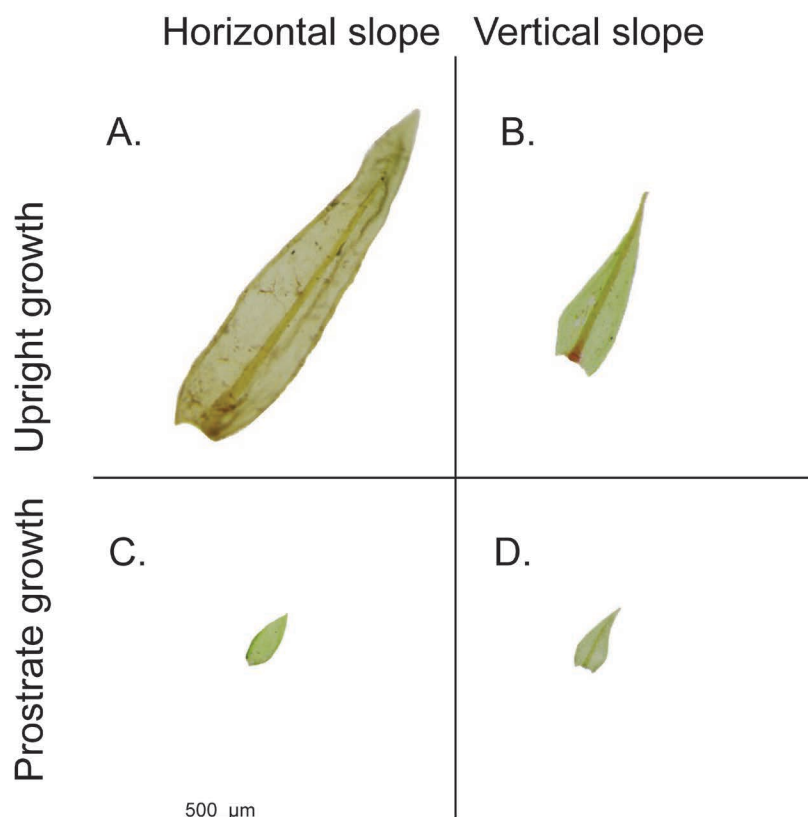 Horizontal slope
Vertical slope
A.
B.
Upright growth
C.
D.
Prostrate growth
500 µm